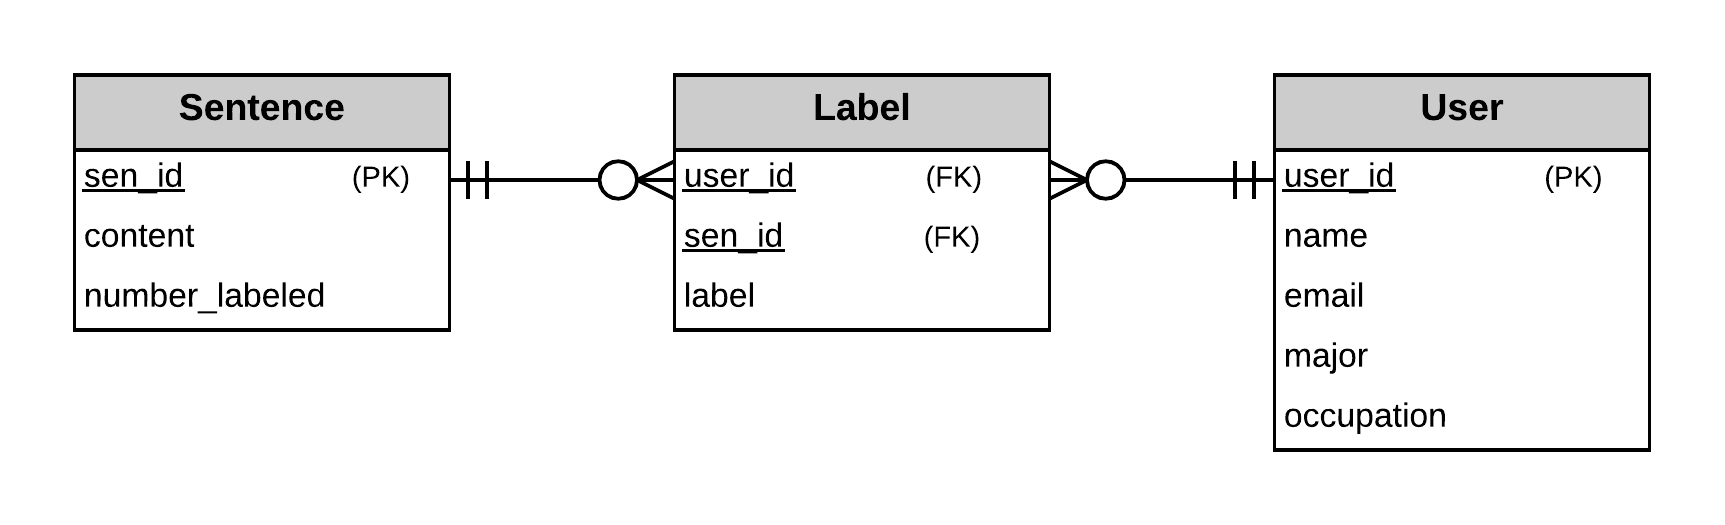 Sentence
sen_id (PK)
content
number_labeled
Label
user_id (FK)
sen_id (FK)
label
User
user_id (PK)
name
email
major
occupation